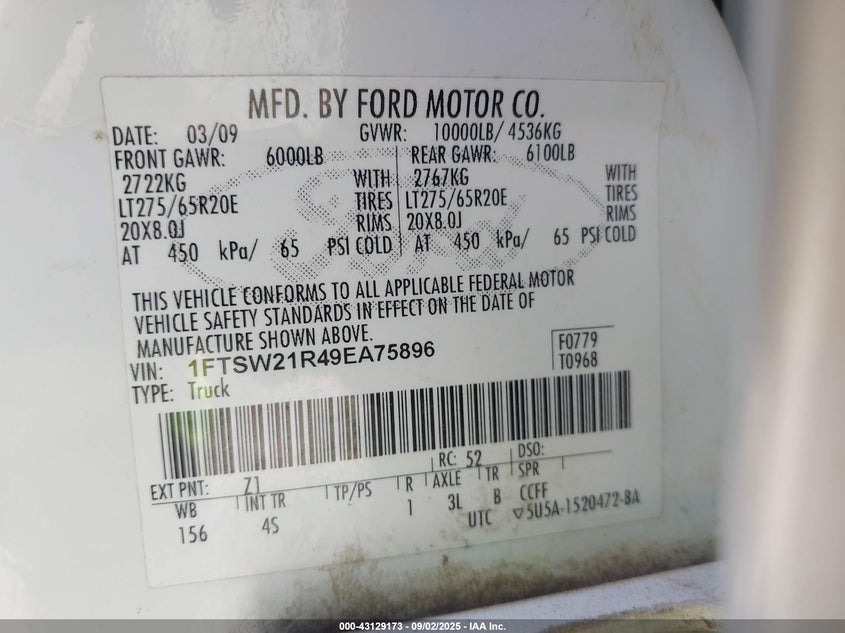 MFD. BY FORD MOTOR CO.
DATE: 03/09 GVWR: 10000LB/ 4536KG
FRONT GAWR: 6000LB REAR GAWR: 6100LB
2722KG WITH 2767KG WITH
LT275/65R20E TIRES LT275/65R20E TIRES
20X8.0J RIMS 20X8.0J RIMS
AT 450 kPa/ 65 PSI COLD AT 450 kPa/ 65 PSI COLD
THIS VEHICLE CONFORMS TO ALL APPLICABLE FEDERAL MOTOR
VEHICLE SAFETY STANDARDS IN EFFECT ON THE DATE OF
MANUFACTURE SHOWN ABOVE.
VIN: 1FTSW21R49EA75896 F0779
TYPE: Truck T0968
RC: 52 DSO:
EXT PNT: Z1
WB INT TR TP/PS R AXLE TR SPR
156 4S 1 3L B CCFF
UTC ▽5U5A-1520472-BA
000-43129173 - 09/02/2025 - IAA Inc.